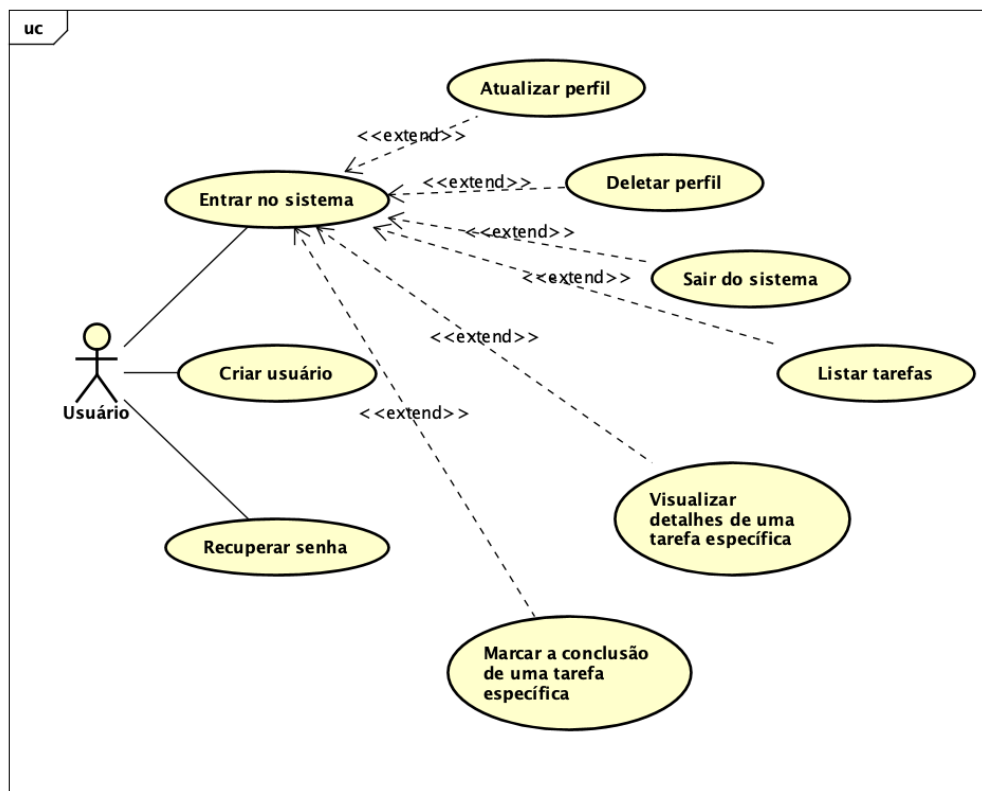 uc
Atualizar perfil
<<extend>>
Entrar no sistema
<<extend>>
Deletar perfil
<<extend>>
Sair do sistema
<<extend>>
<<extend>>
Criar usuário
Listar tarefas
Usuário
<<extend>>
Visualizar
detalhes de uma
tarefa específica
Recuperar senha
Marcar a conclusão
de uma tarefa
específica